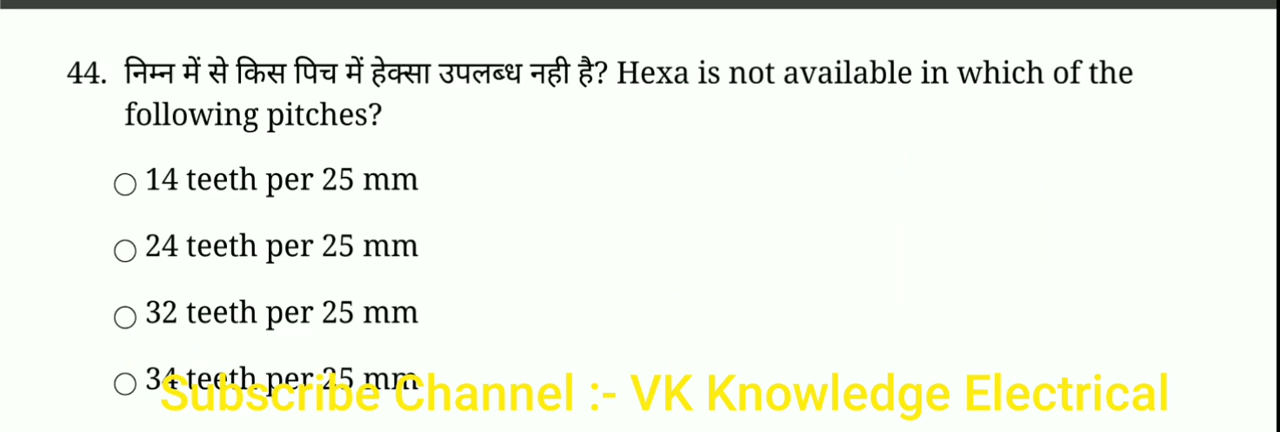 44. निम्न में से किस पिच में हेक्सा उपलब्ध नही है? Hexa is not available in which of the
following pitches?
14 teeth per 25 mm
24 teeth per 25 mm
32 teeth per 25 mm
34 teeth per 25 mm
Subscribe Channel :- VK Knowledge Electrical